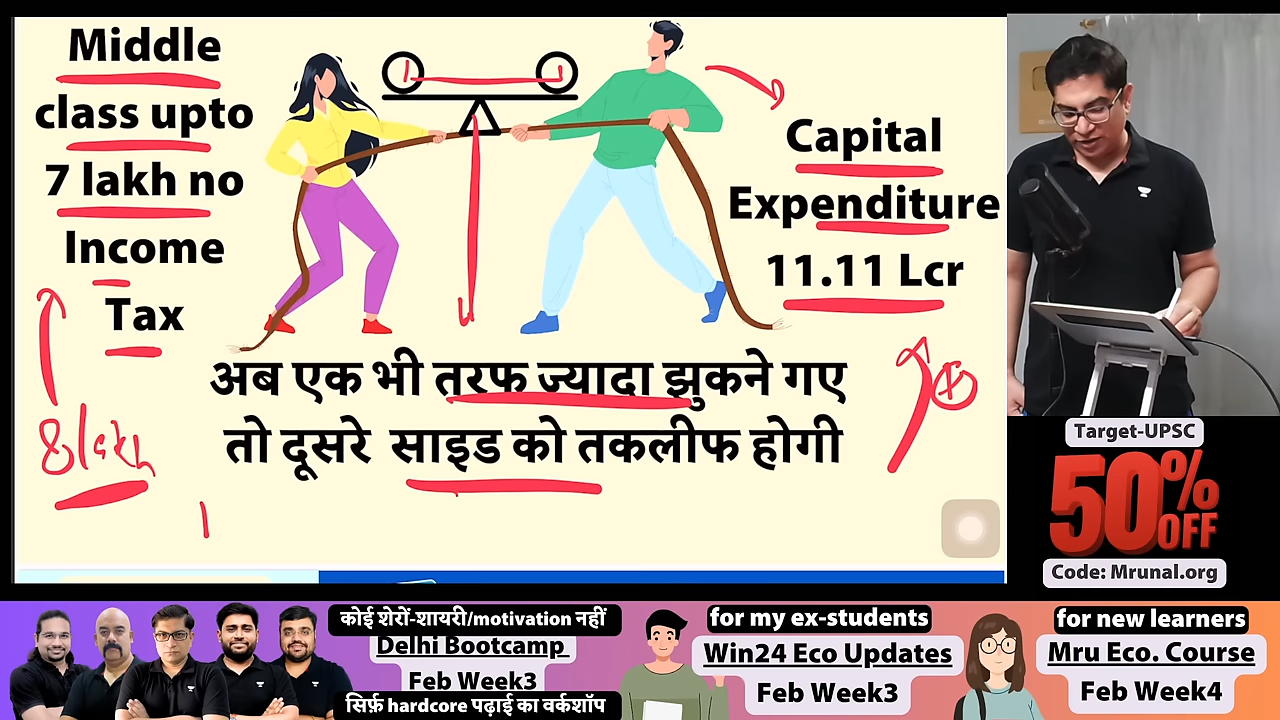 Middle
class upto
7 lakh no
Income
Tax
8 lakh
Capital
Expenditure
11.11 Lcr
अब एक भी तरफ ज्यादा झुकने गए
तो दूसरे साइड को तकलीफ होगी
Target-UPSC
50% OFF
Code: Mrunal.org
कोई शेरों-शायरी/motivation नहीं
Delhi Bootcamp
Feb Week3
सिर्फ़ hardcore पढ़ाई का वर्कशॉप
for my ex-students
Win24 Eco Updates
Feb Week3
for new learners
Mru Eco. Course
Feb Week4